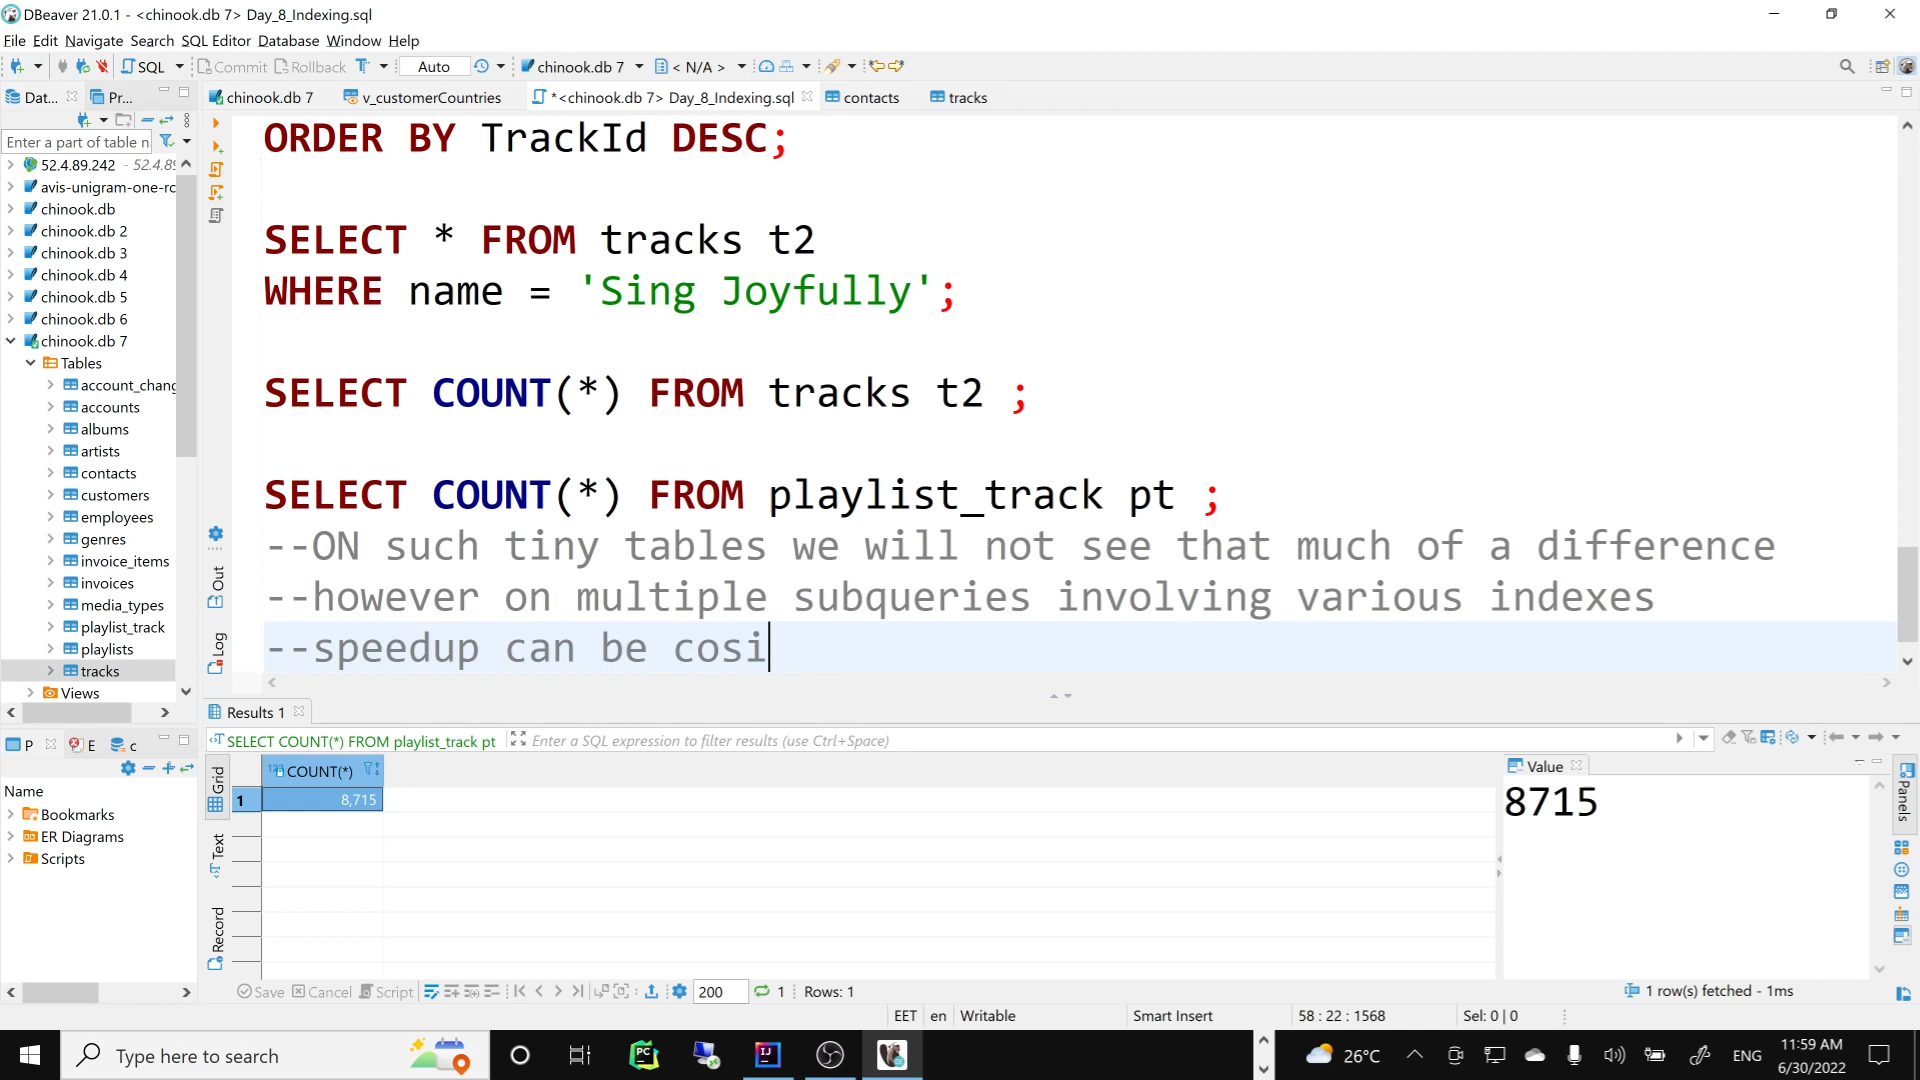 DBeaver 21.0.1 - <chinook.db 7> Day_8_Indexing.sql
File Edit Navigate Search SQL Editor Database Window Help
SQL Commit Rollback T Auto chinook.db 7 < N/A >
Dat... Pr... chinook.db 7 v_customerCountries *<chinook.db 7> Day_8_Indexing.sql contacts tracks
Enter a part of table n
52.4.89.242 - 52.4.89
avis-unigram-one-rc
chinook.db
chinook.db 2
chinook.db 3
chinook.db 4
chinook.db 5
chinook.db 6
chinook.db 7
Tables
account_chang
accounts
albums
artists
contacts
customers
employees
genres
invoice_items
invoices
media_types
playlist_track
playlists
tracks
Views
ORDER BY TrackId DESC;
SELECT * FROM tracks t2
WHERE name = 'Sing Joyfully';
SELECT COUNT(*) FROM tracks t2 ;
SELECT COUNT(*) FROM playlist_track pt ;
--ON such tiny tables we will not see that much of a difference
--however on multiple subqueries involving various indexes
--speedup can be cosi
Out
Log
P E c
Name
Bookmarks
ER Diagrams
Scripts
Results 1
SELECT COUNT(*) FROM playlist_track pt Enter a SQL expression to filter results (use Ctrl+Space)
Grid
Text
Record
123 COUNT(*)
1 8,715
Value
8715
Panels
Save Cancel Script 200 1 Rows: 1
1 row(s) fetched - 1ms
EET en Writable Smart Insert 58 : 22 : 1568 Sel: 0 | 0
Type here to search
PC IJ
26°C ENG
11:59 AM
6/30/2022